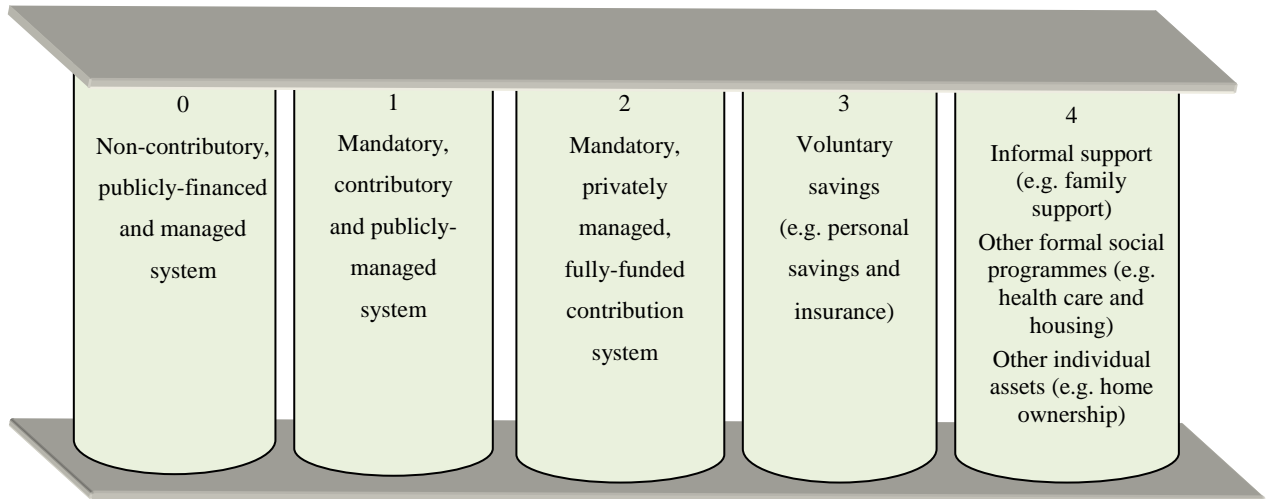 0
Non-contributory,
publicly-financed
and managed
system
1
Mandatory,
contributory
and publicly-
managed
system
2
Mandatory,
privately
managed,
fully-funded
contribution
system
3
Voluntary
savings
(e.g. personal
savings and
insurance)
4
Informal support
(e.g. family
support)
Other formal social
programmes (e.g.
health care and
housing)
Other individual
assets (e.g. home
ownership)